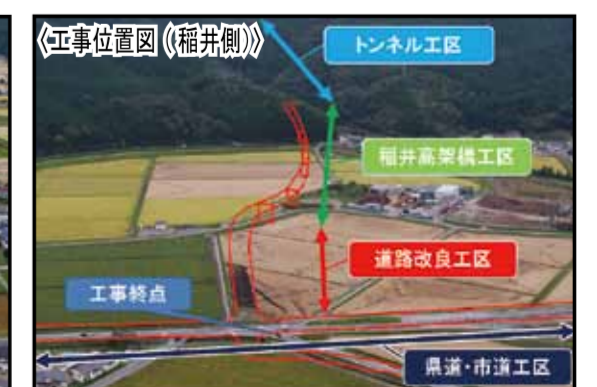 《工事位置図（（稲井側）》
トンネル工区
稲井高架橋工区
道路改良工区
工事終点
県道・市道工区